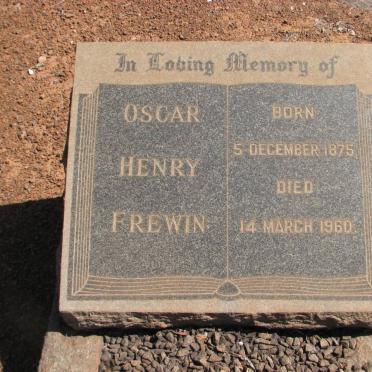 In Loving Memory of
OSCAR
HENRY
FREWIN
BORN
5 DECEMBER 1875.
DIED
14 MARCH 1960.